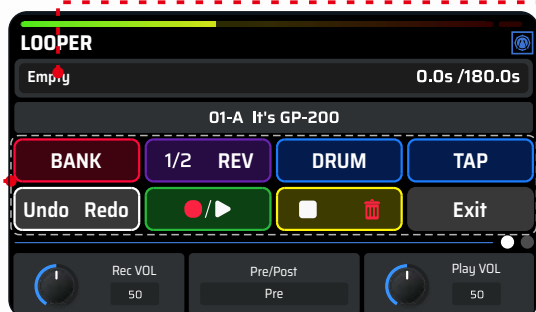 LOOPER
Empty 0.0s /180.0s
01-A It's GP-200
BANK 1/2 REV DRUM TAP
Undo Redo / Exit
Rec VOL Pre/Post Play VOL
50 Pre 50